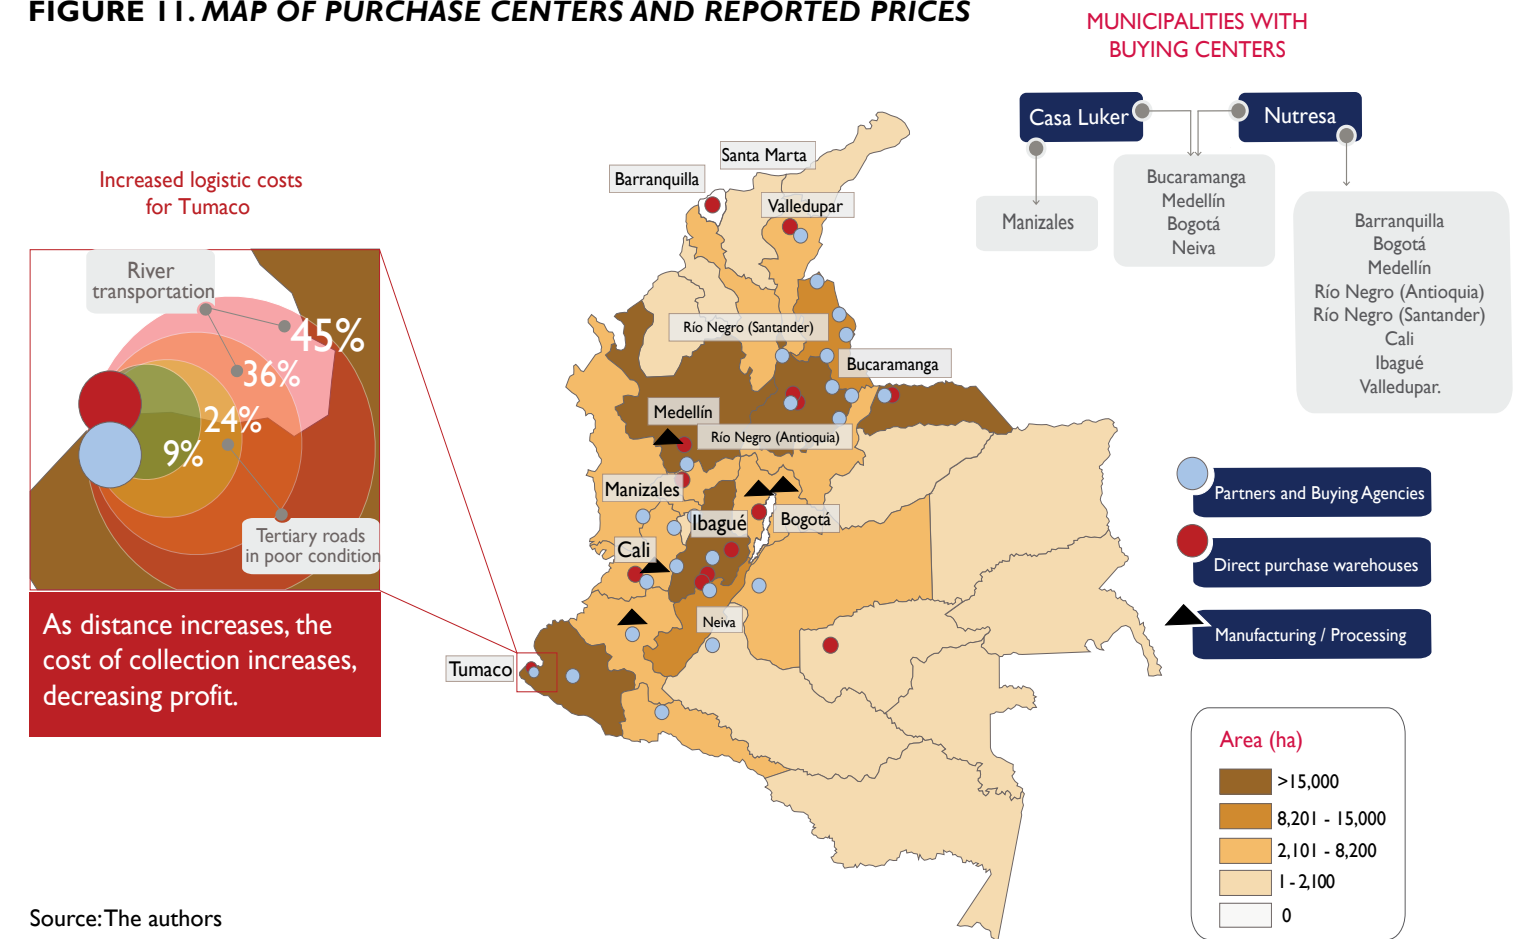 FIGURE 11. MAP OF PURCHASE CENTERS AND REPORTED PRICES
MUNICIPALITIES WITH
BUYING CENTERS
Casa Luker
Nutresa
Manizales
Bucaramanga
Medellín
Bogotá
Neiva
Barranquilla
Bogotá
Medellín
Río Negro (Antioquia)
Río Negro (Santander)
Cali
Ibagué
Valledupar.
Increased logistic costs
for Tumaco
River
transportation
45%
36%
24%
9%
Tertiary roads
in poor condition
As distance increases, the
cost of collection increases,
decreasing profit.
Santa Marta
Barranquilla
Valledupar
Río Negro (Santander)
Bucaramanga
Medellín
Río Negro (Antioquia)
Manizales
Ibagué
Bogotá
Cali
Neiva
Tumaco
Partners and Buying Agencies
Direct purchase warehouses
Manufacturing / Processing
Area (ha)
>15,000
8,201 - 15,000
2,101 - 8,200
1 - 2,100
0
Source: The authors